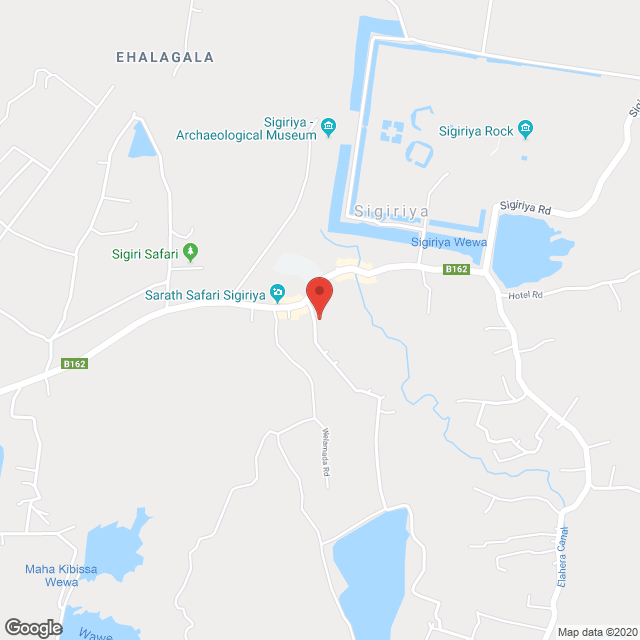 EHALAGALA
Sigiriya -
Archaeological Museum
Sigiriya Rock
Sigiriya Rd
Sigiriya
Sigiriya Wewa
Sigiri Safari
B162
Hotel Rd
Sarath Safari Sigiriya
B162
Welamada Rd
Elahera Canal
Maha Kibissa
Wewa
Wawe
Google
Map data ©2020